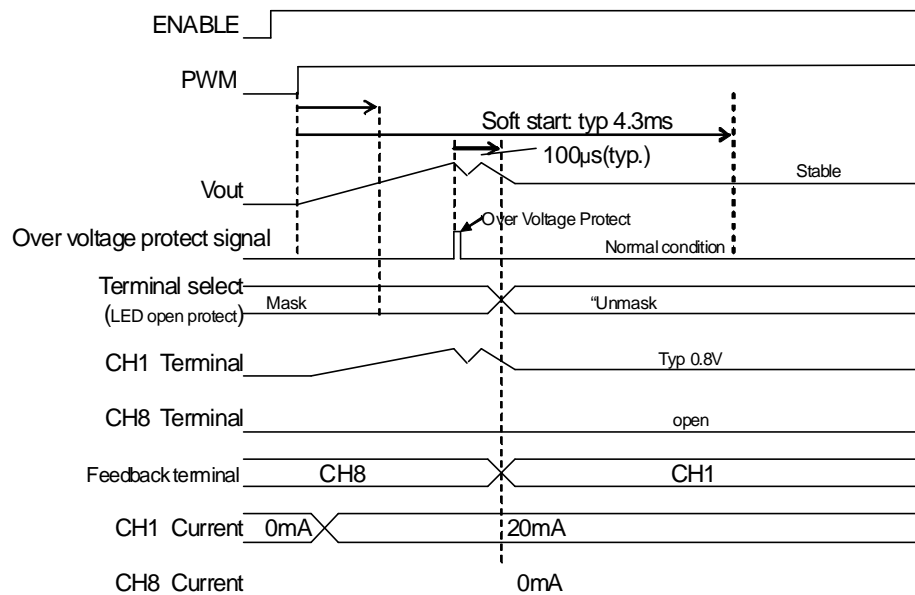 ENABLE
PWM
Soft start: typ 4.3ms
100μs(typ.)
Vout
Stable
Over Voltage Protect
Over voltage protect signal
Normal condition
Terminal select
(LED open protect)
Mask
“Unmask
CH1 Terminal
Typ 0.8V
CH8 Terminal
open
Feedback terminal
CH8
CH1
CH1 Current
0mA
20mA
CH8 Current
0mA